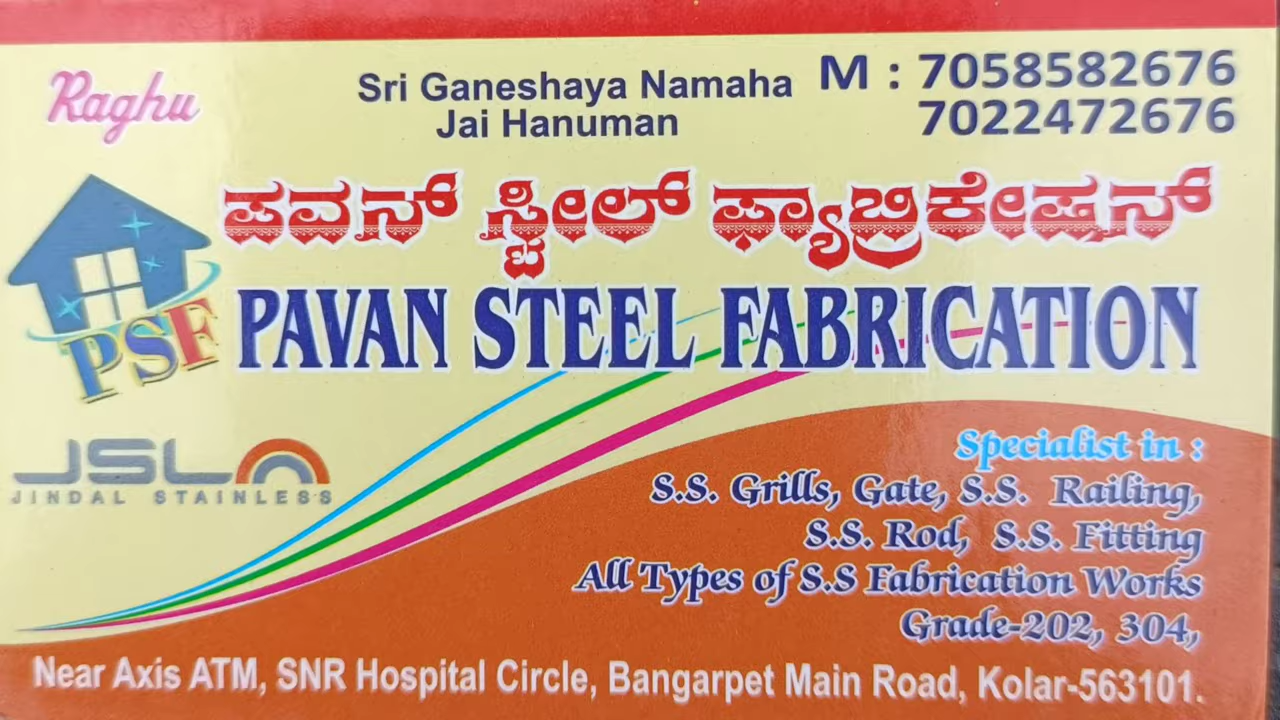 Raghu
Sri Ganeshaya Namaha
Jai Hanuman
M : 7058582676
7022472676
ಪವನ್ ಸ್ಟೀಲ್ ಫ್ಯಾಬ್ರಿಕೇಷನ್
PSF
PAVAN STEEL FABRICATION
JSL
JINDAL STAINLESS
Specialist in :
S.S. Grills, Gate, S.S. Railing,
S.S. Rod, S.S. Fitting
All Types of S.S Fabrication Works
Grade-202, 304,
Near Axis ATM, SNR Hospital Circle, Bangarpet Main Road, Kolar-563101.